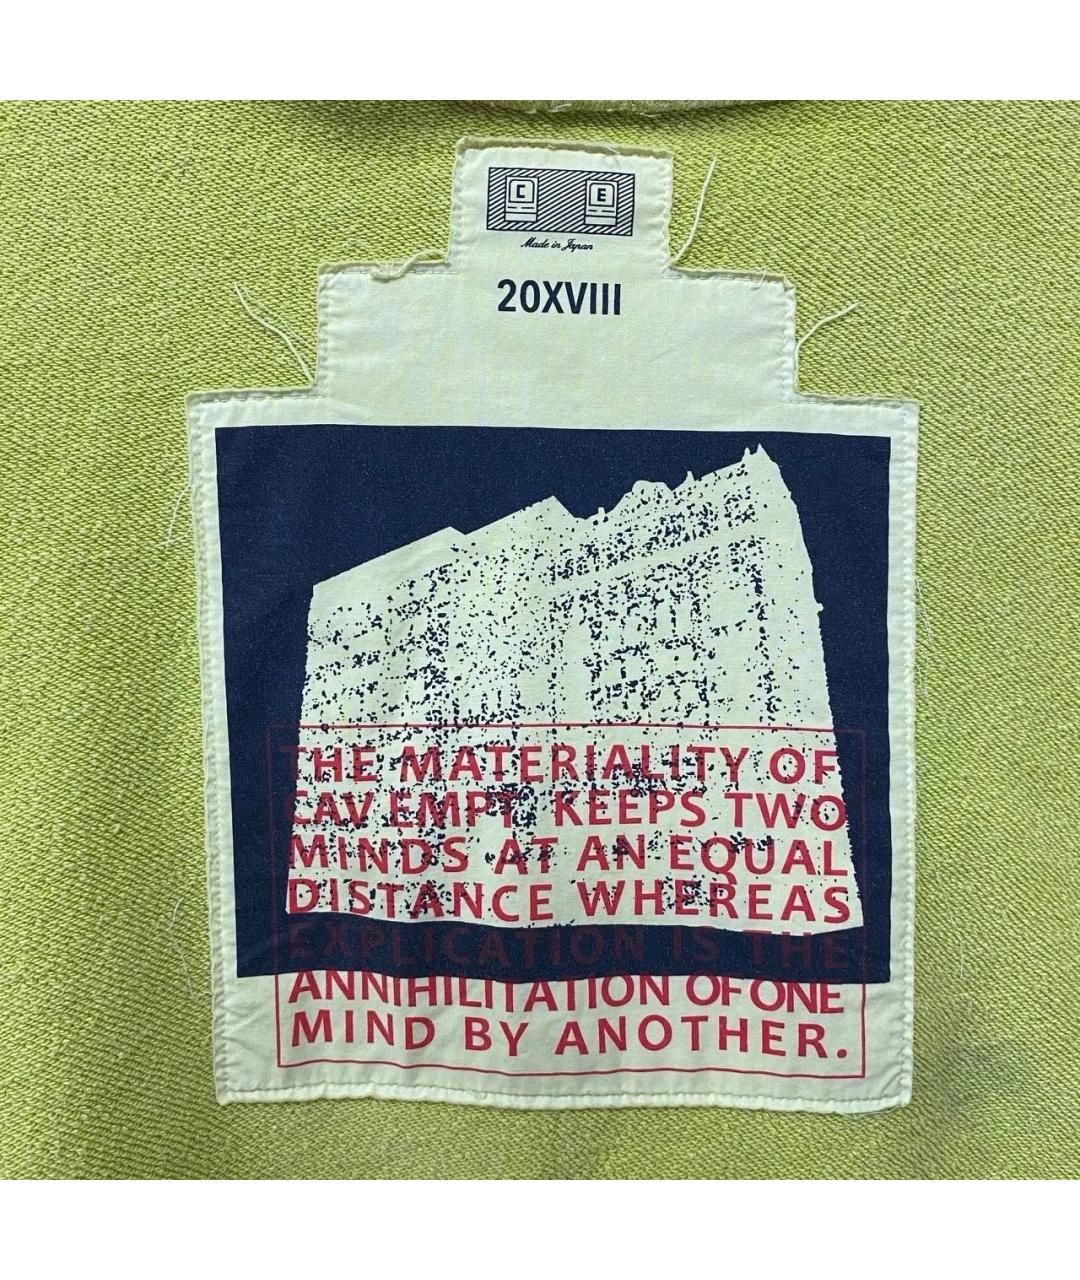 C E
Made in Japan
20XVIII
THE MATERIALITY OF
CAV EMPT KEEPS TWO
MINDS AT AN EQUAL
DISTANCE WHEREAS
EXPLICATION IS THE
ANNIHILITATION OF ONE
MIND BY ANOTHER.